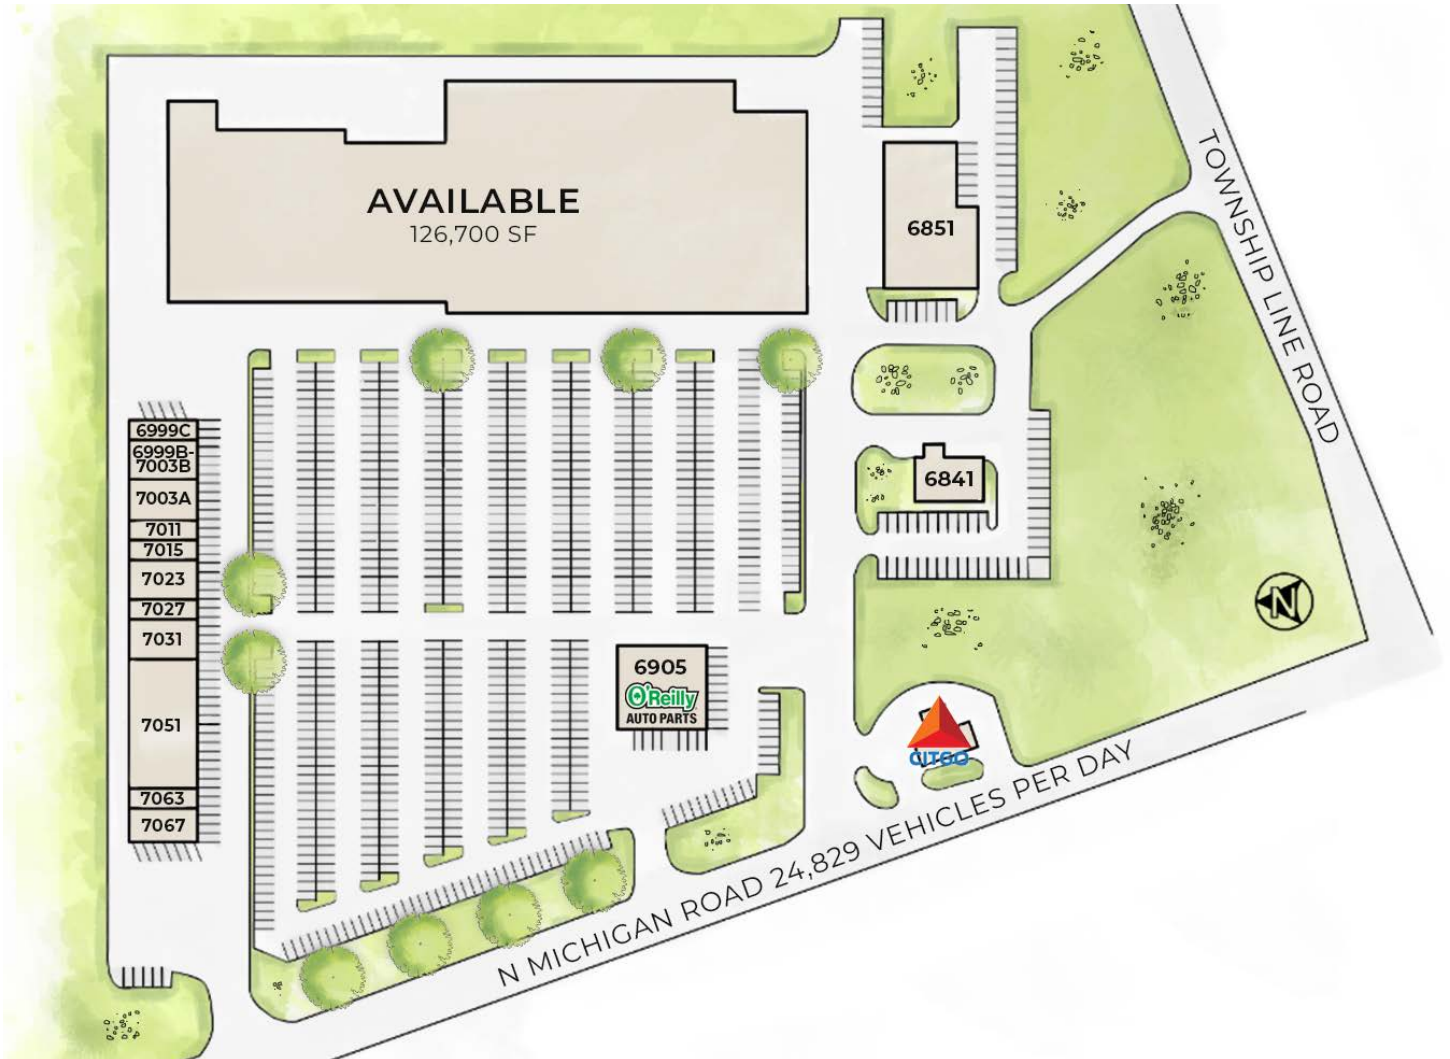 AVAILABLE
126,700 SF
6851
TOWNSHIP LINE ROAD
6999C
6999B-
7003B
7003A
7011
7015
7023
7027
7031
7051
7063
7067
6841
N
6905
O'Reilly
AUTO PARTS
CITGO
N MICHIGAN ROAD 24,829 VEHICLES PER DAY